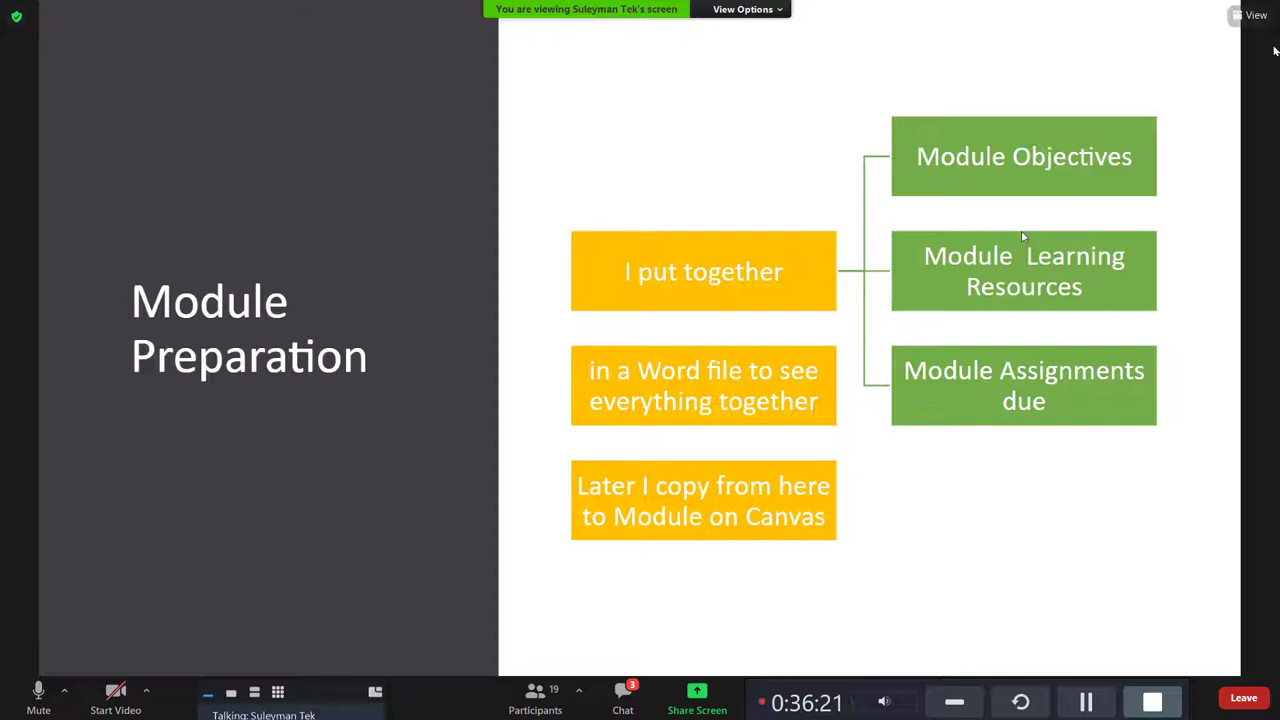 You are viewing Suleyman Tek's screen
View Options
View
Module
Preparation
I put together
in a Word file to see
everything together
Later I copy from here
to Module on Canvas
Module Objectives
Module  Learning
Resources
Module Assignments
due
Mute
Start Video
Talking: Suleyman Tek
Participants
19
Chat
3
Share Screen
0:36:21
Leave